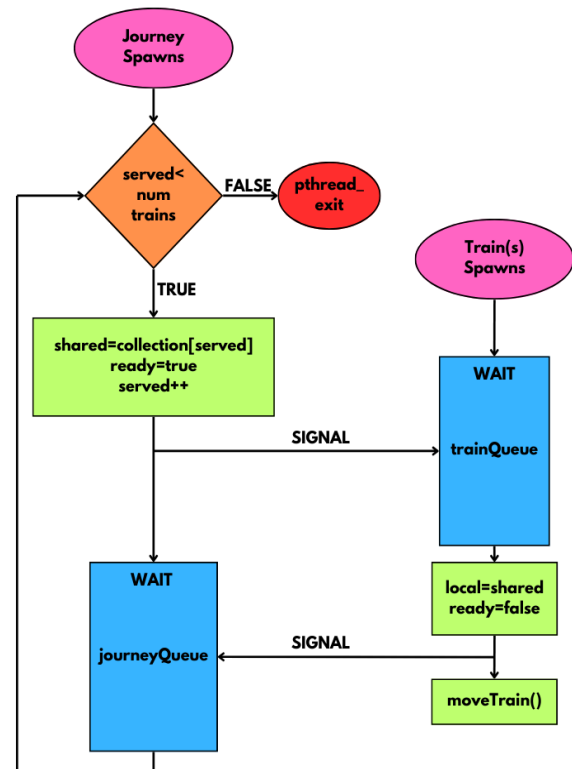 Journey
Spawns
served<
num
trains
FALSE
pthread_
exit
TRUE
Train(s)
Spawns
shared=collection[served]
ready=true
served++
WAIT
trainQueue
SIGNAL
WAIT
journeyQueue
local=shared
ready=false
SIGNAL
moveTrain()